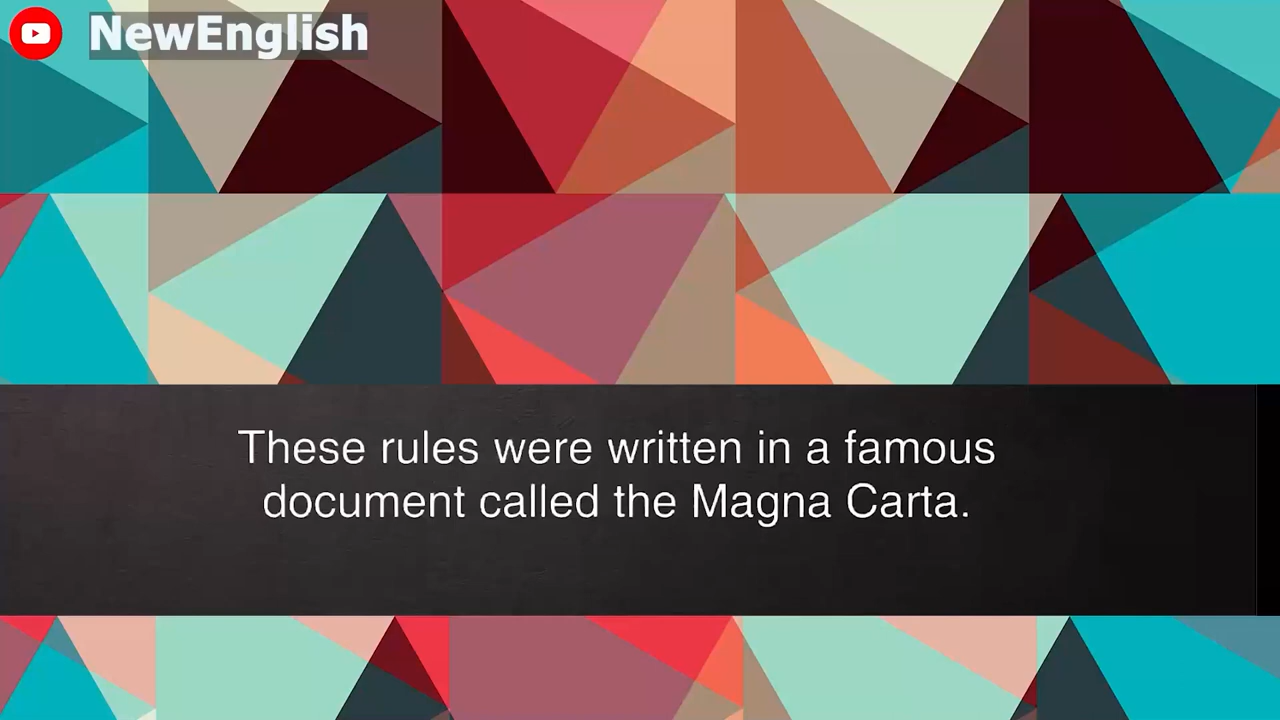 NewEnglish
These rules were written in a famous
document called the Magna Carta.